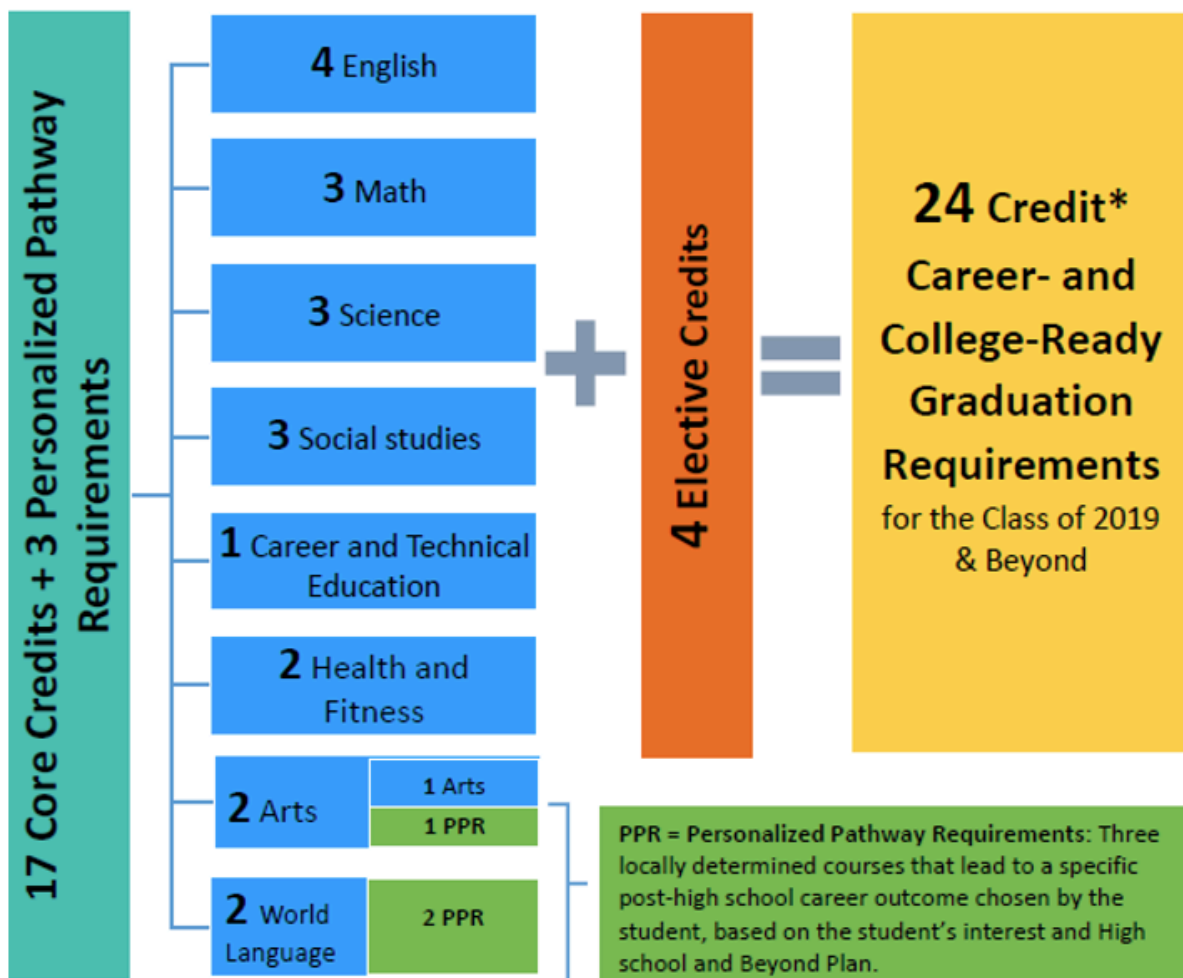 17 Core Credits + 3 Personalized Pathway
Requirements
4 English
3 Math
3 Science
3 Social studies
1 Career and Technical
Education
2 Health and
Fitness
2 Arts
1 Arts
1 PPR
2 World
Language
2 PPR
4 Elective Credits
24 Credit*
Career- and
College-Ready
Graduation
Requirements
for the Class of 2019
& Beyond
PPR = Personalized Pathway Requirements: Three
locally determined courses that lead to a specific
post-high school career outcome chosen by the
student, based on the student's interest and High
school and Beyond Plan.